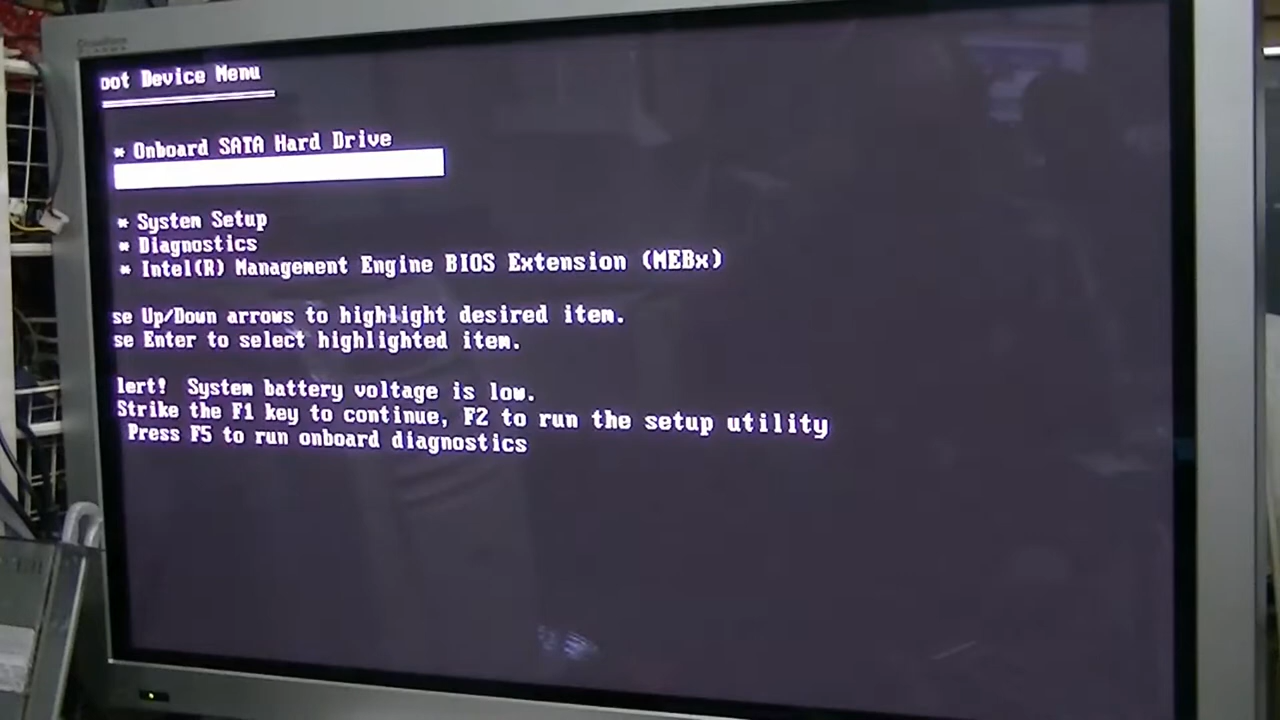 oot Device Menu
* Onboard SATA Hard Drive
* System Setup
* Diagnostics
* Intel(R) Management Engine BIOS Extension (MEBx)
se Up/Down arrows to highlight desired item.
se Enter to select highlighted item.
lert! System battery voltage is low.
Strike the F1 key to continue, F2 to run the setup utility
Press F5 to run onboard diagnostics